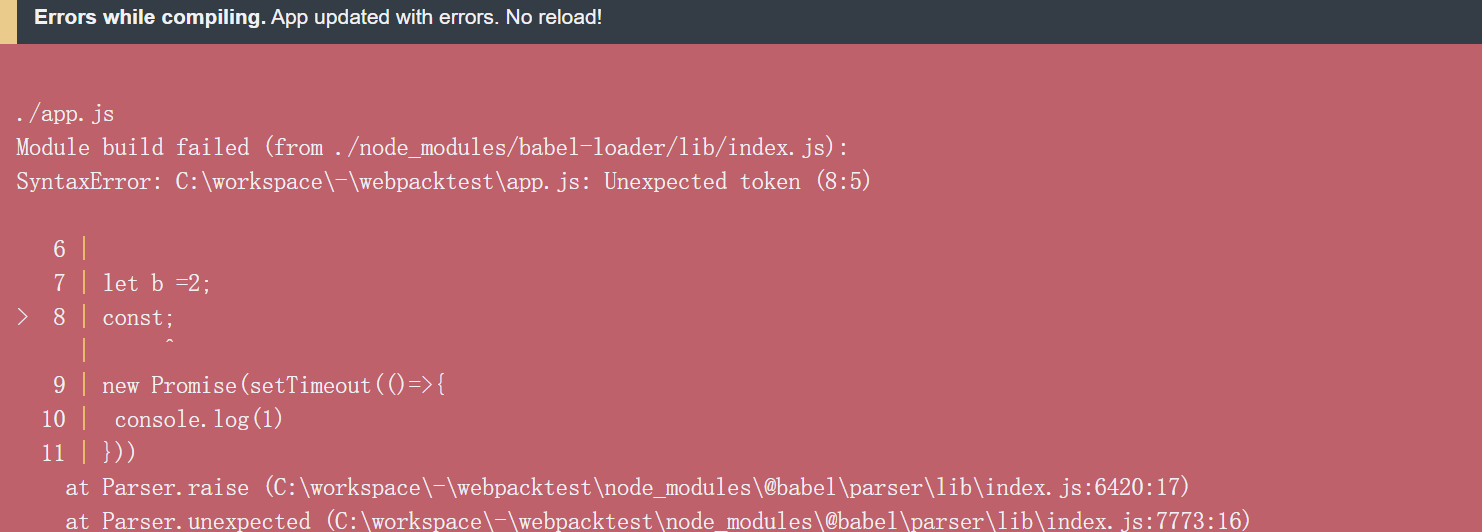 Errors while compiling. App updated with errors. No reload!
./app.js
Module build failed (from ./node_modules/babel-loader/lib/index.js):
SyntaxError: C:\workspace\-\webpacktest\app.js: Unexpected token (8:5)
6 |
7 | let b =2;
> 8 | const;
| ^
9 | new Promise(setTimeout(()=>{
10 | console.log(1)
11 | }))
at Parser.raise (C:\workspace\-\webpacktest\node_modules\@babel\parser\lib\index.js:6420:17)
at Parser.unexpected (C:\workspace\-\webpacktest\node_modules\@babel\parser\lib\index.js:7773:16)